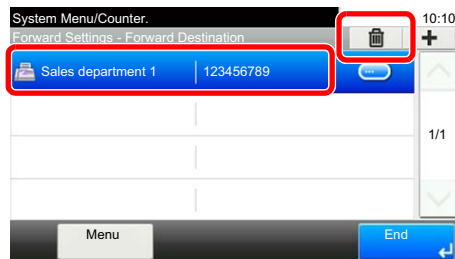 System Menu/Counter.
10:10
Forward Settings - Forward Destination
Sales department 1
123456789
1/1
Menu
End